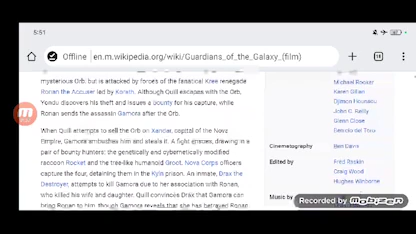 5:51
Offline en.m.wikipedia.org/wiki/Guardians_of_the_Galaxy_(film)
mysterious Orb, but is attacked by forces of the fanatical Kree renegade
Ronan the Accuser led by Korath. Although Quill escapes with the Orb,
Yondu discovers his theft and issues a bounty for his capture, while
Ronan sends the assassin Gamora after the Orb.
When Quill attempts to sell the Orb on Xandar, capital of the Nova
Empire, Gamora ambushes him and steals it. A fight ensues, drawing in a
pair of bounty hunters: the genetically and cybernetically modified
raccoon Rocket and the tree-like humanoid Groot. Nova Corps officers
capture the four, detaining them in the Kyln prison. An inmate, Drax the
Destroyer, attempts to kill Gamora due to her association with Ronan,
who killed his wife and daughter. Quill convinces Drax that Gamora can
bring Ronan to him, though Gamora reveals that she has betrayed Ronan
Michael Rooker
Karen Gillan
Djimon Hounsou
John C. Reilly
Glenn Close
Benicio del Toro
Cinematography Ben Davis
Edited by Fred Raskin
Craig Wood
Hughes Winborne
Music by
Recorded by mobizen